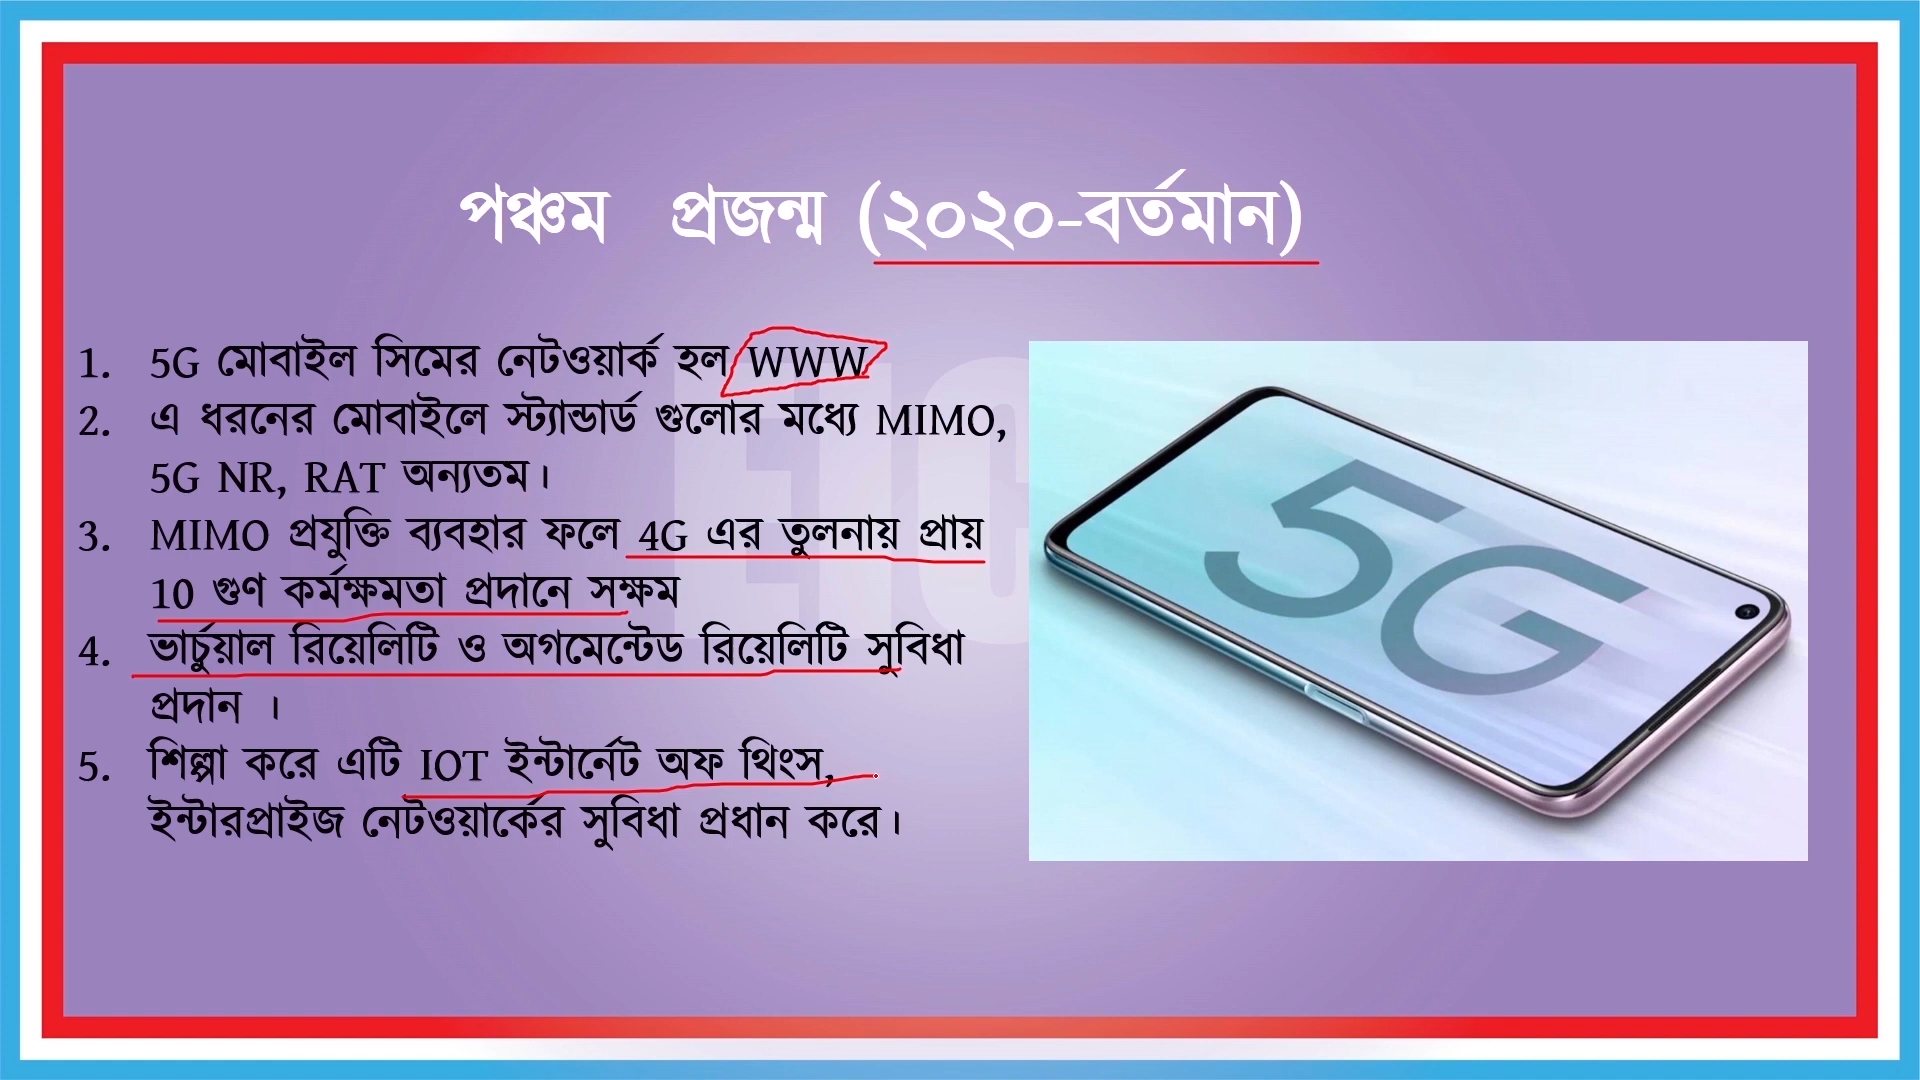 পঞ্চম প্রজন্ম (২০২০-বর্তমান)
1. 5G মোবাইল সিমের নেটওয়ার্ক হল WWW
2. এ ধরনের মোবাইলে স্ট্যান্ডার্ড গুলোর মধ্যে MIMO,
5G NR, RAT অন্যতম।
3. MIMO প্রযুক্তি ব্যবহার ফলে 4G এর তুলনায় প্রায়
10 গুণ কর্মক্ষমতা প্রদানে সক্ষম
4. ভার্চুয়াল রিয়েলিটি ও অগমেন্টেড রিয়েলিটি সুবিধা
প্রদান ।
5. শিল্পা করে এটি IOT ইন্টার্নেট অফ থিংস,
ইন্টারপ্রাইজ নেটওয়ার্কের সুবিধা প্রধান করে।
5G
EIC